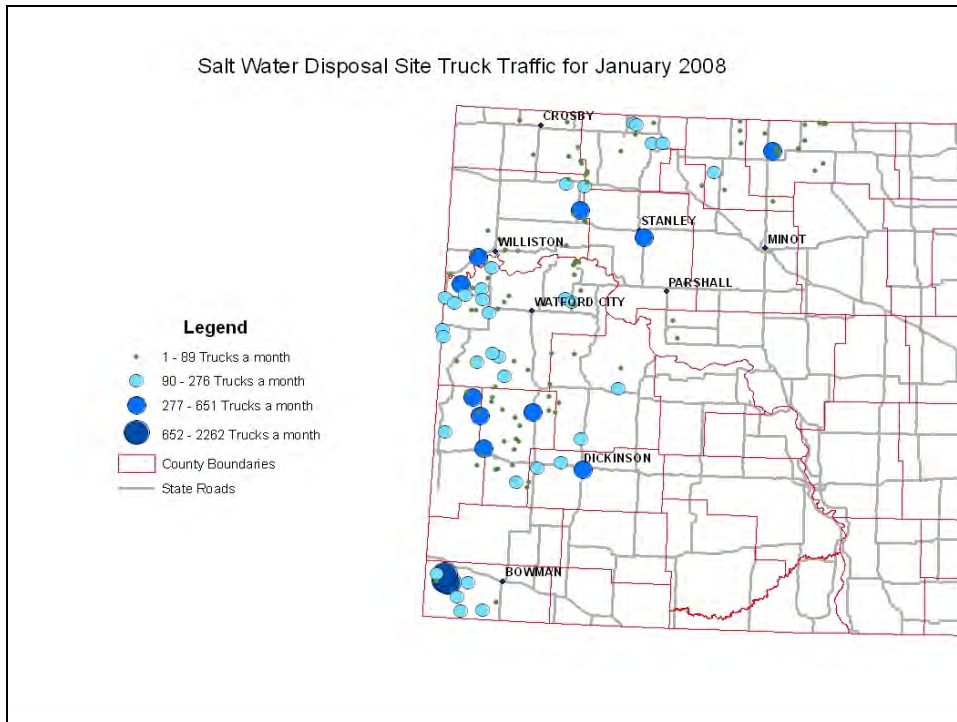 Salt Water Disposal Site Truck Traffic for January 2008
CROSBY
STANLEY
WILLISTON
MINOT
PARSHALL
WATFORD CITY
DICKINSON
BOWMAN
Legend
1 - 89 Trucks a month
90 - 276 Trucks a month
277 - 651 Trucks a month
652 - 2262 Trucks a month
County Boundaries
State Roads